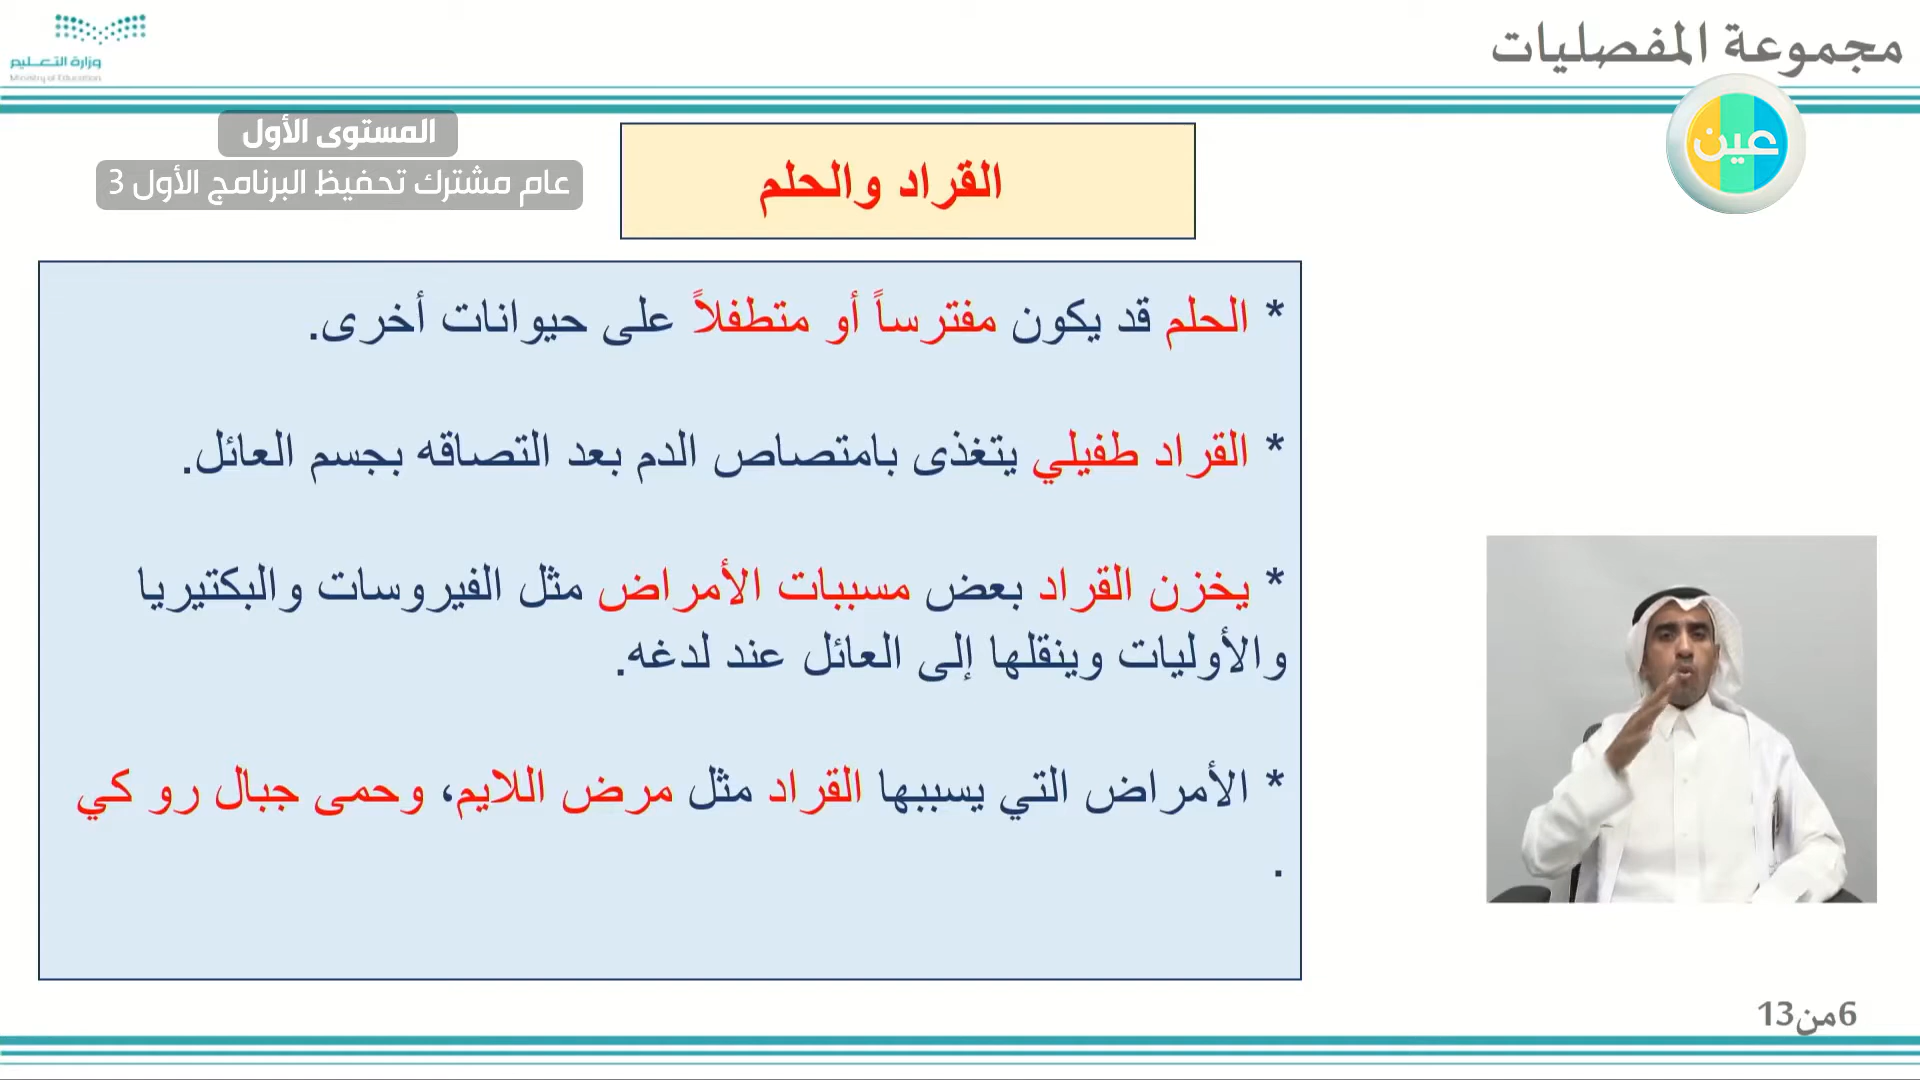 مجموعة المفصليات
وزارة التعـليم
Ministry of Education
عين
المستوى الأول
عام مشترك تحفيظ البرنامج الأول 3
القراد والحلم
* الحلم قد يكون مفترساً أو متطفلاً على حيوانات أخرى.
* القراد طفيلي يتغذى بامتصاص الدم بعد التصاقه بجسم العائل.
* يخزن القراد بعض مسببات الأمراض مثل الفيروسات والبكتيريا
والأوليات وينقلها إلى العائل عند لدغه.
* الأمراض التي يسببها القراد مثل مرض اللايم، وحمى جبال رو كي
.
6من13